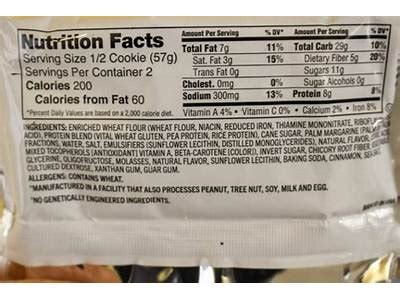 Nutrition Facts
Serving Size 1/2 Cookie (57g)
Servings Per Container 2
Calories 200
Calories from Fat 60
*Percent Daily Values are based on a 2,000 calorie diet.
Amount Per Serving % DV* Amount Per Serving % DV*
Total Fat 7g 11% Total Carb 29g 10%
Sat. Fat 3g 15% Dietary Fiber 5g 20%
Trans Fat 0g Sugars 11g
Cholest. 0mg 0% Sugar Alcohols 0g
Sodium 300mg 13% Protein 8g 8%
Vitamin A 4% • Vitamin C 0% • Calcium 2% • Iron 8%
INGREDIENTS: ENRICHED WHEAT FLOUR (WHEAT FLOUR, NIACIN, REDUCED IRON, THIAMINE MONONITRATE,
PROTEIN BLEND (VITAL WHEAT GLUTEN, PEA PROTEIN, RICE PROTEIN), CANE SUGAR, PALM MARGARINE (PALM
FRACTIONS, WATER, SALT, EMULSIFIERS (SUNFLOWER LECITHIN, DISTILLED MONOGLYCERIDES), NATURAL
MIXED TOCOPHEROLS (ANTIOXIDANT) VITAMIN A, BETA-CAROTENE (COLOR), INVERT SUGAR, CHICORY ROOT FIBER,
GLYCERINE, OLIGOFRUCTOSE, MOLASSES, NATURAL FLAVOR, SUNFLOWER LECITHIN, BAKING SODA, CINNAMON,
CULTURED DEXTROSE, XANTHAN GUM, GUAR GUM.
ALLERGENS: CONTAINS WHEAT.
*MANUFACTURED IN A FACILITY THAT ALSO PROCESSES PEANUT, TREE NUT, SOY, MILK AND EGG.
*NO GENETICALLY ENGINEERED INGREDIENTS.